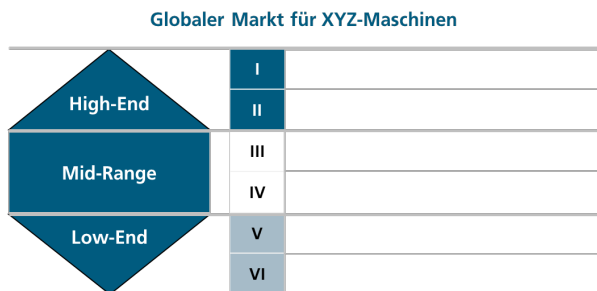 Globaler Markt für XYZ-Maschinen
I
High-End
II
III
Mid-Range
IV
Low-End
V
VI